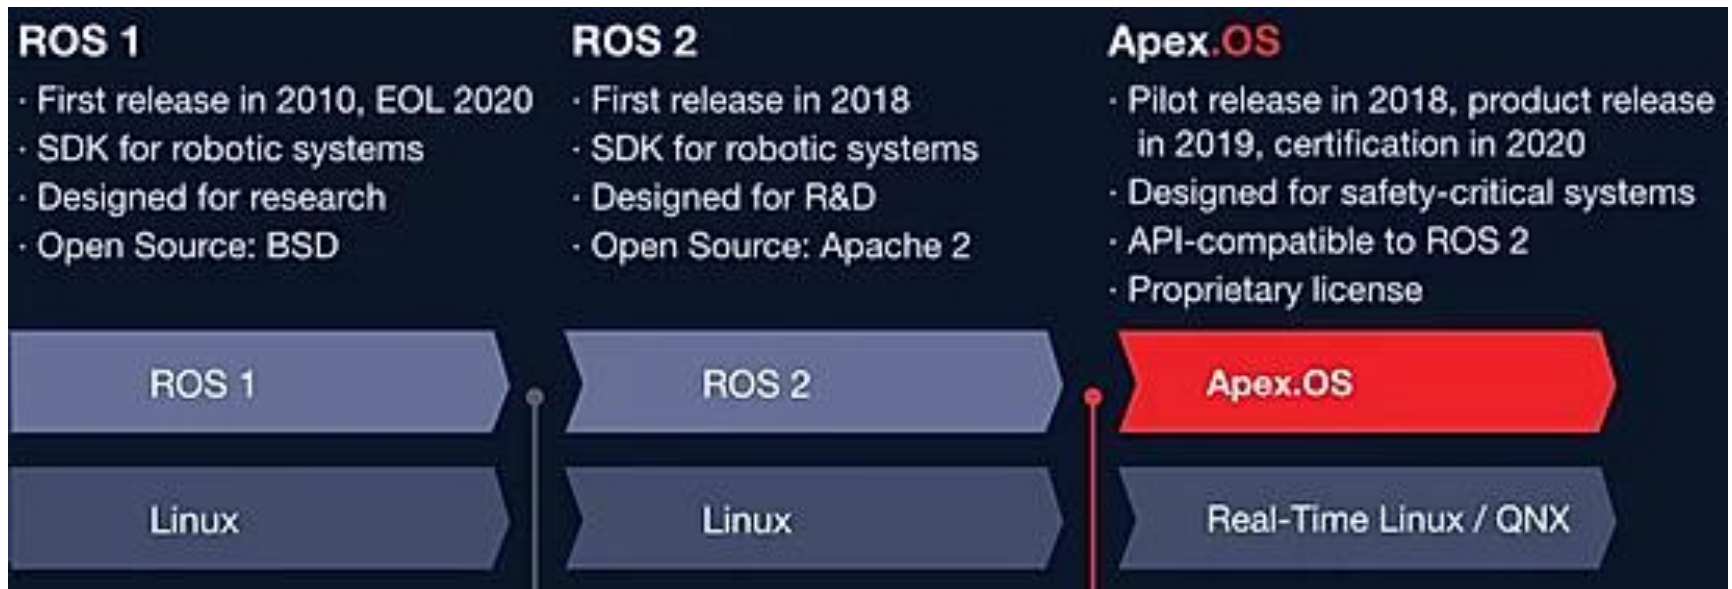 ROS 1
· First release in 2010, EOL 2020
· SDK for robotic systems
· Designed for research
· Open Source: BSD
ROS 2
· First release in 2018
· SDK for robotic systems
· Designed for R&D
· Open Source: Apache 2
Apex.OS
· Pilot release in 2018, product release
in 2019, certification in 2020
· Designed for safety-critical systems
· API-compatible to ROS 2
· Proprietary license
ROS 1
ROS 2
Apex.OS
Linux
Linux
Real-Time Linux / QNX